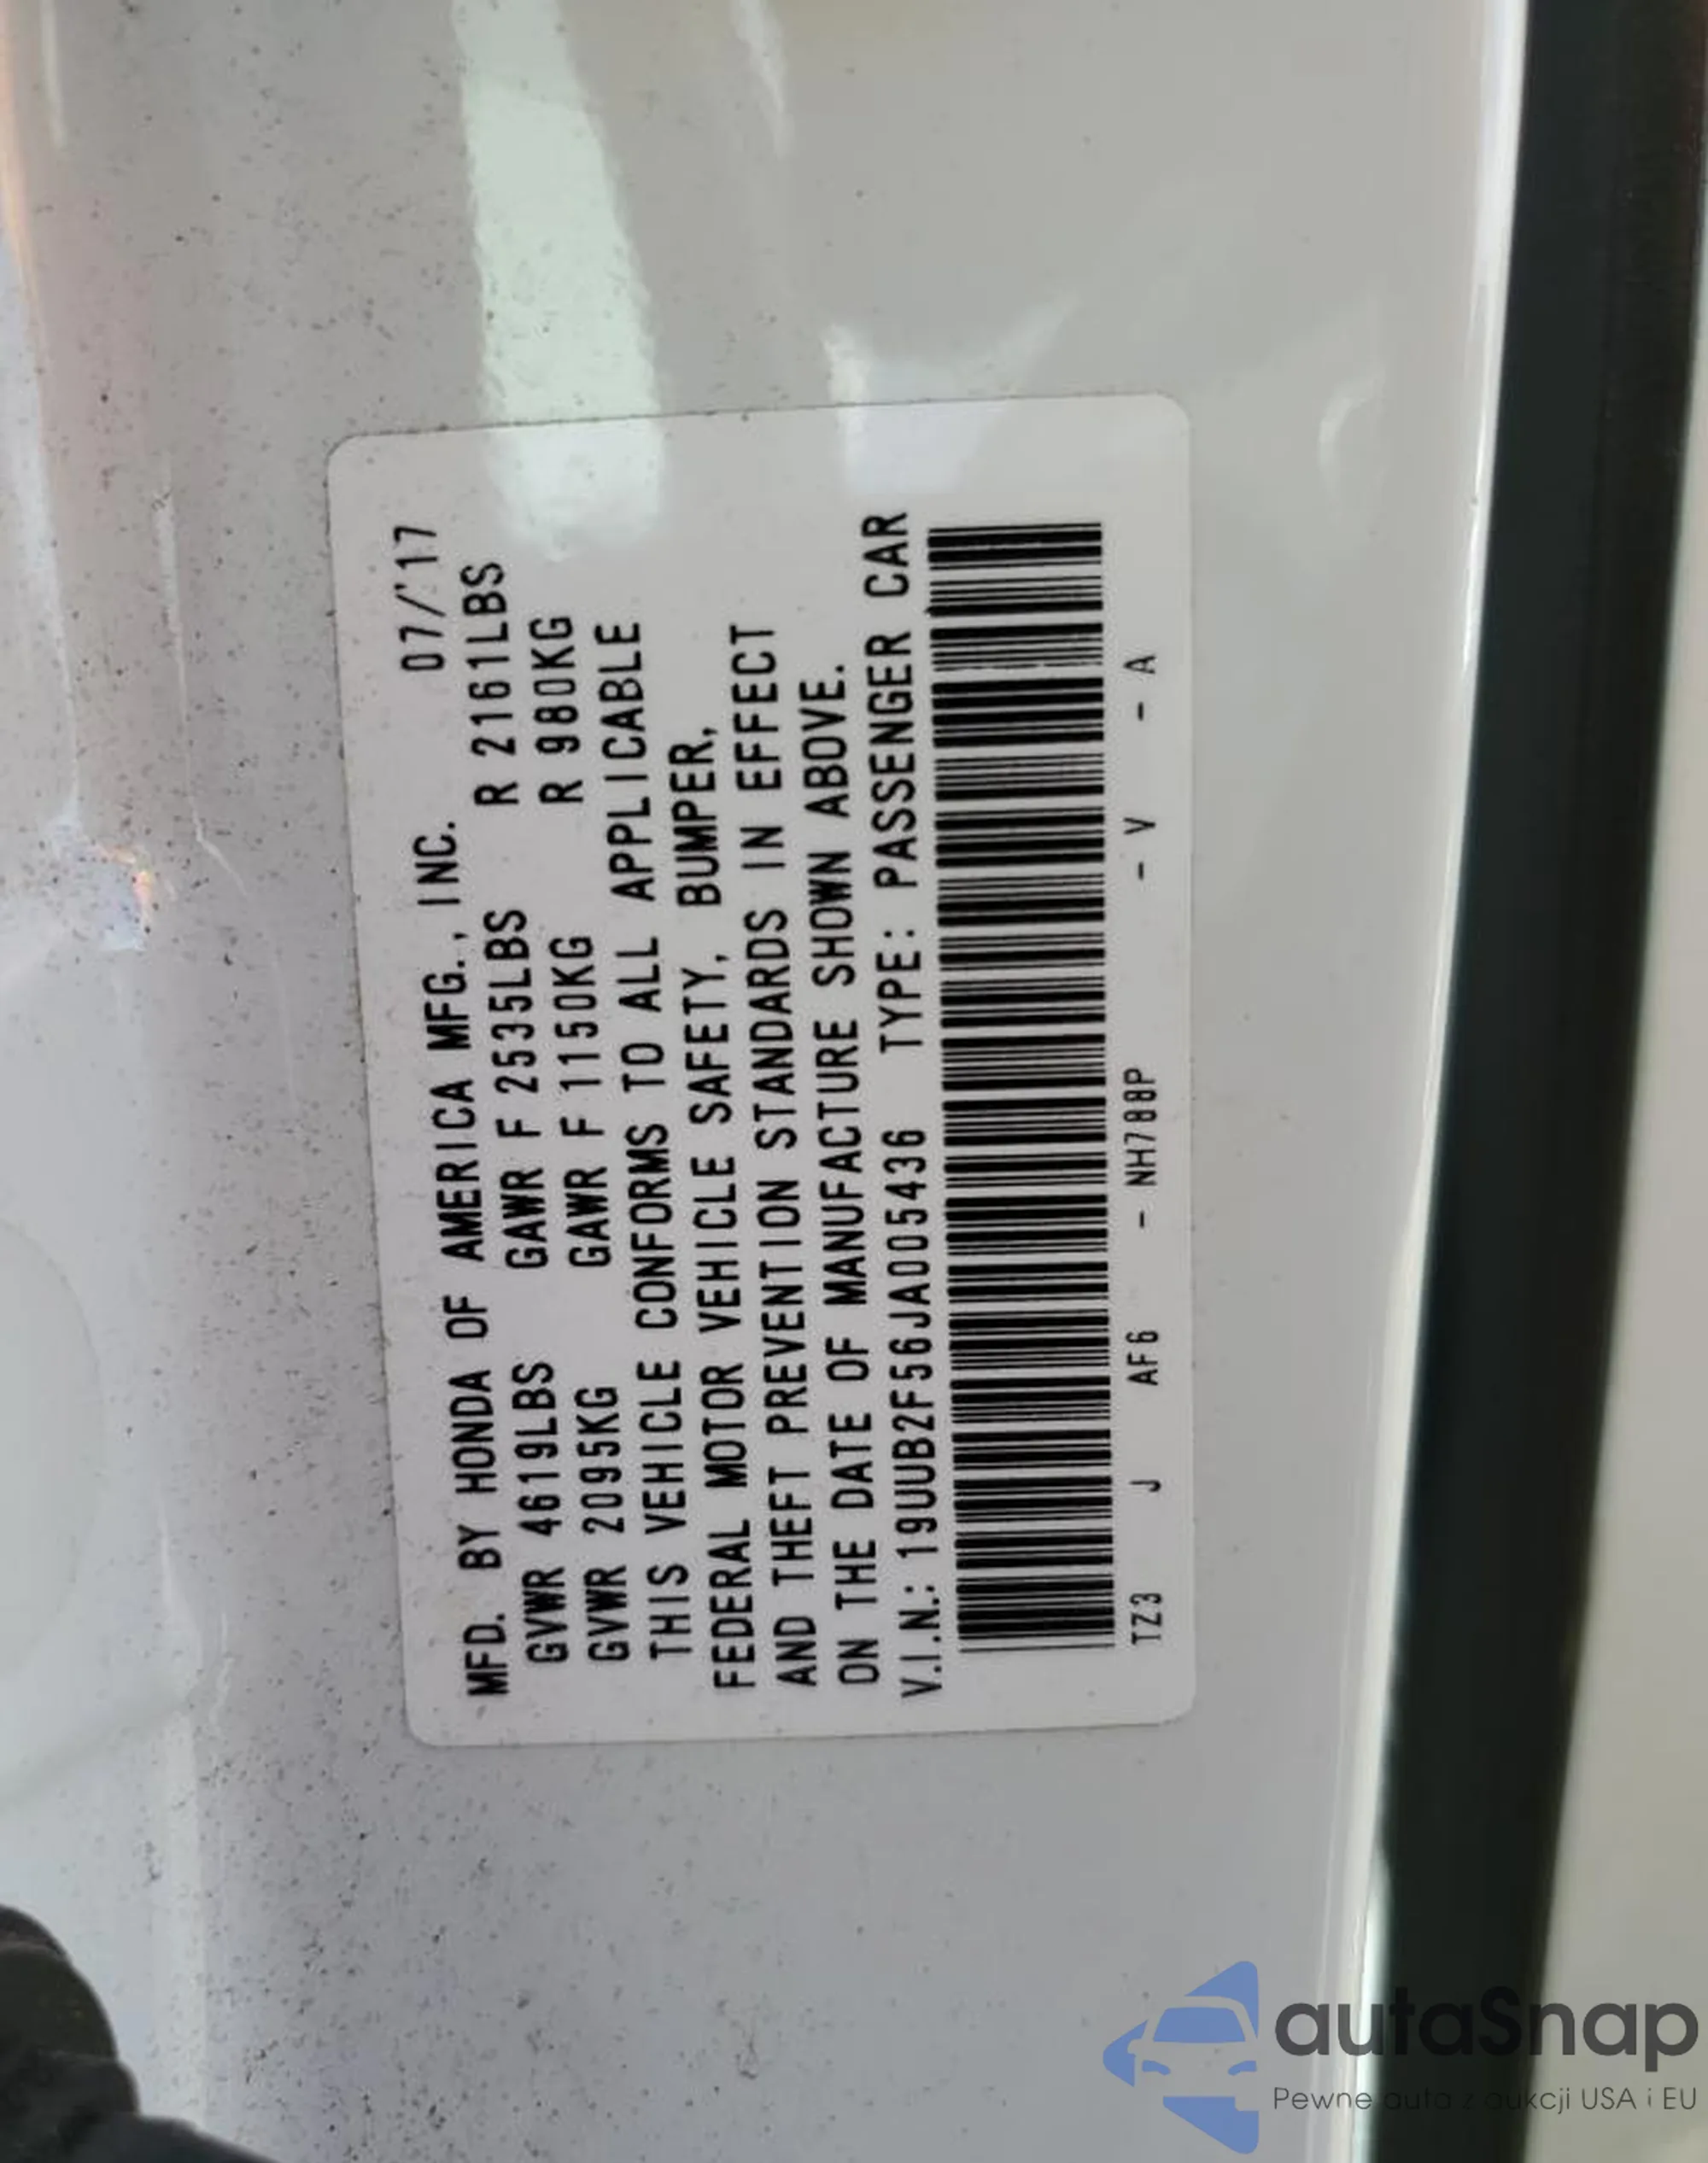 MFD. BY HONDA OF AMERICA MFG., INC. 07/'17
GVWR 4619LBS GAWR F 2535LBS R 2161LBS
GVWR 2095KG GAWR F 1150KG R 980KG
THIS VEHICLE CONFORMS TO ALL APPLICABLE
FEDERAL MOTOR VEHICLE SAFETY, BUMPER,
AND THEFT PREVENTION STANDARDS IN EFFECT
ON THE DATE OF MANUFACTURE SHOWN ABOVE.
V.I.N.: 19UUB2F56JA005436 TYPE: PASSENGER CAR
TZ3 J AF6 - NH788P - V - A
autaSnap
Pewne auta z aukcji USA i EU